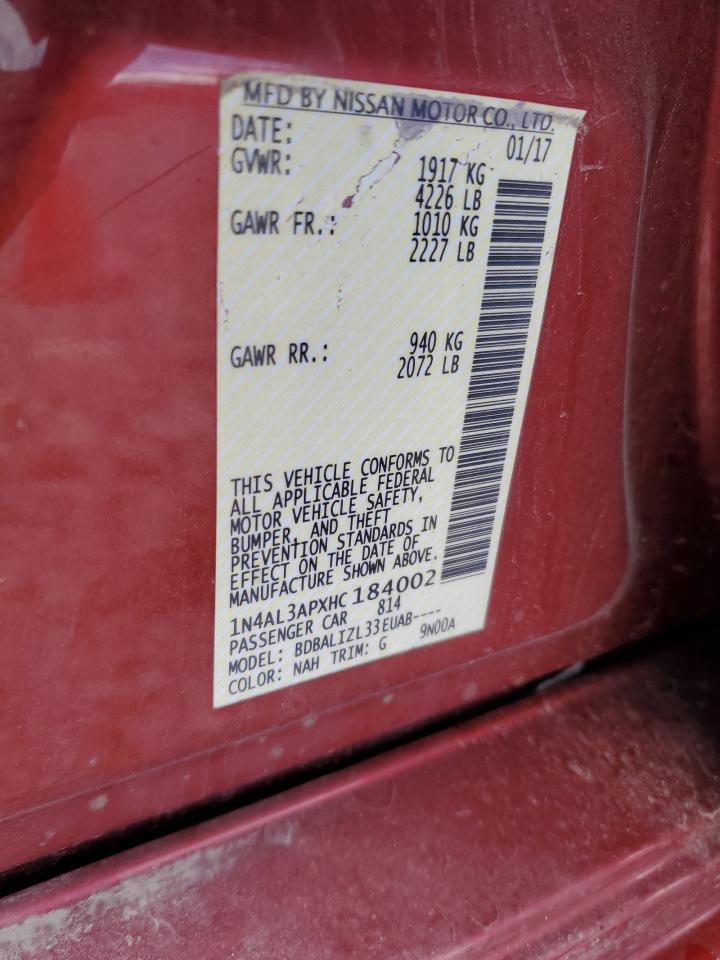 MFD BY NISSAN MOTOR CO., LTD.
DATE: 01/17
GVWR: 1917 KG
4226 LB
GAWR FR.: 1010 KG
2227 LB
GAWR RR.: 940 KG
2072 LB
THIS VEHICLE CONFORMS TO
ALL APPLICABLE FEDERAL
MOTOR VEHICLE SAFETY,
BUMPER, AND THEFT
PREVENTION STANDARDS IN
EFFECT ON THE DATE OF
MANUFACTURE SHOWN ABOVE.
1N4AL3APXHC184002
PASSENGER CAR 814
MODEL: BDBALIZL33EUAB----
COLOR: NAH TRIM: G 9N00A